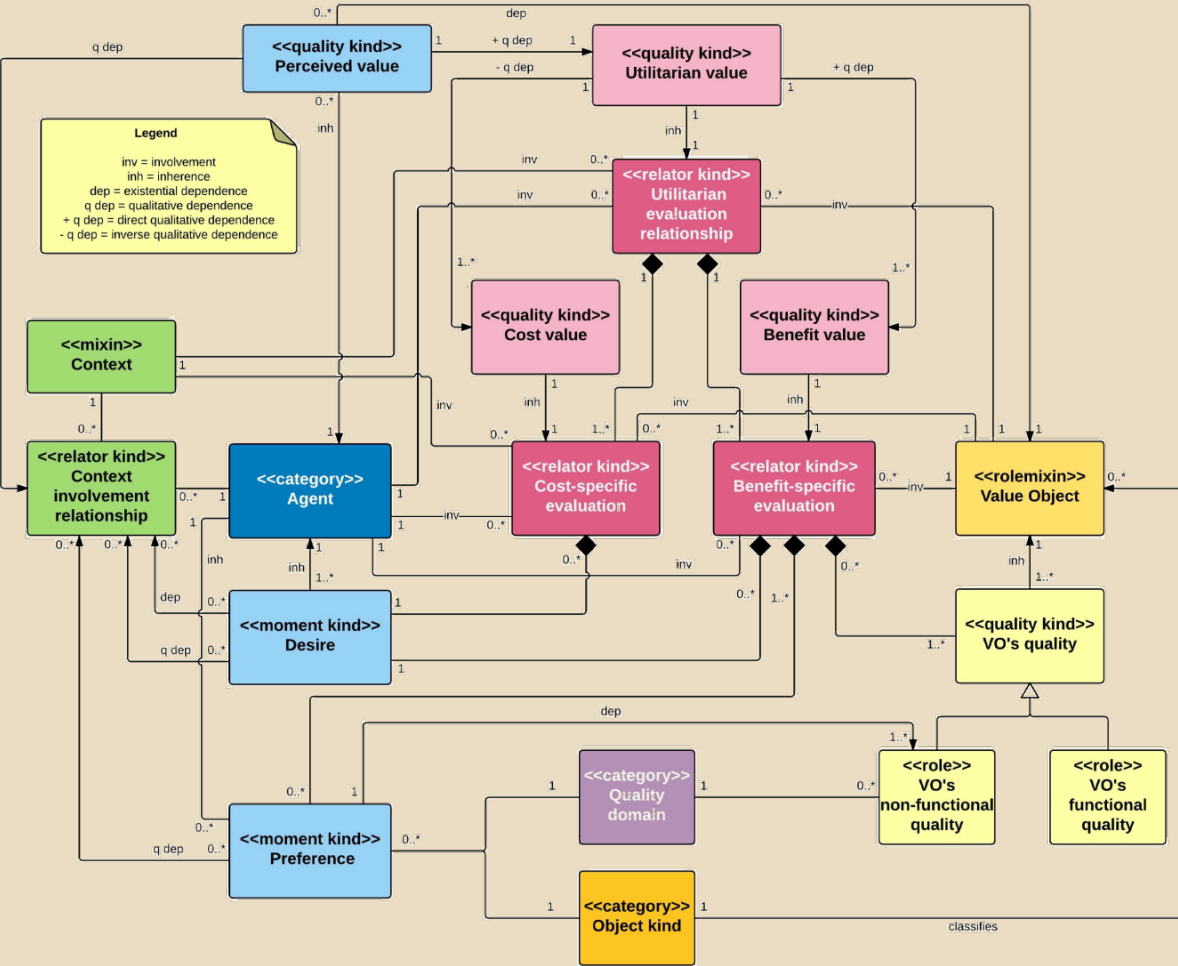 0..*
dep
<<quality kind>>
Perceived value
1
+ q dep
1
<<quality kind>>
Utilitarian value
q dep
- q dep
+ q dep
1
1
0..*
inh
1
inh
1
Legend
inv = involvement
inh = inherence
dep = existential dependence
q dep = qualitative dependence
+ q dep = direct qualitative dependence
- q dep = inverse qualitative dependence
inv
0..*
inv
0..*
<<relator kind>>
Utilitarian
evaluation
relationship
0..*
inv
1..*
1
1
1..*
<<quality kind>>
Cost value
<<quality kind>>
Benefit value
<<mixin>>
Context
1
1
0..*
inv
0..*
1
inh
1
1..*
0..*
inv
1..*
1
inh
1
1
1
1
1
<<relator kind>>
Context
involvement
relationship
0..*
1
<<category>>
Agent
1
1
inv
0..*
<<relator kind>>
Cost-specific
evaluation
<<relator kind>>
Benefit-specific
evaluation
0..*
inv
1
<<rolemixin>>
Value Object
0..*
1
0..*
0..*
0..*
inh
inh
1
1..*
1
0..*
inv
0..*
0..*
inh
1
1..*
dep
0..*
q dep
0..*
<<moment kind>>
Desire
1
1
0..*
1..*
1..*
<<quality kind>>
VO's quality
dep
1..*
0..*
1
0..*
q dep
0..*
<<moment kind>>
Preference
0..*
1
<<category>>
Quality
domain
1
0..*
<<role>>
VO's
non-functional
quality
<<role>>
VO's
functional
quality
1
<<category>>
Object kind
1
classifies